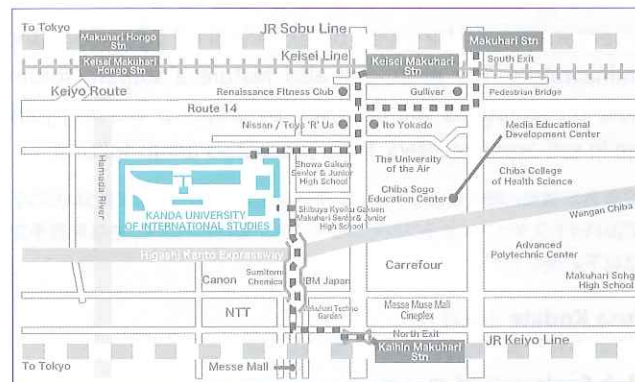 To Tokyo
JR Sobu Line
Makuhari Hongo
Stn
Makuhari Stn
Keisei Line
Keisei Makuhari
Hongo Stn
Keisei Makuhari
Stn
South Exit
Keiyo Route
Renaissance Fitness Club
Gulliver
Pedestrian Bridge
Route 14
Nissan / Toys 'R' Us
Ito Yokado
Media Educational
Development Center
Hamada River
Showa Gakuin
Senior & Junior
High School
The University
of the Air
Chiba College
of Health Science
Chiba Sogo
Education Center
KANDA UNIVERSITY
OF INTERNATIONAL STUDIES
Shibuya Kyoiku Gakuen
Makuhari Senior & Junior
High School
Wangan Chiba
Higashi Kanto Expressway
Advanced
Polytechnic Center
Canon
Sumitomo
Chemica
IBM Japan
Carrefour
Makuhari Sohg
High School
NTT
Makuhari Techno
Garden
Messe Muse Mall
Cineplex
North Exit
JR Keiyo Line
Kaihin Makuhari
Stn
To Tokyo
Messe Mall